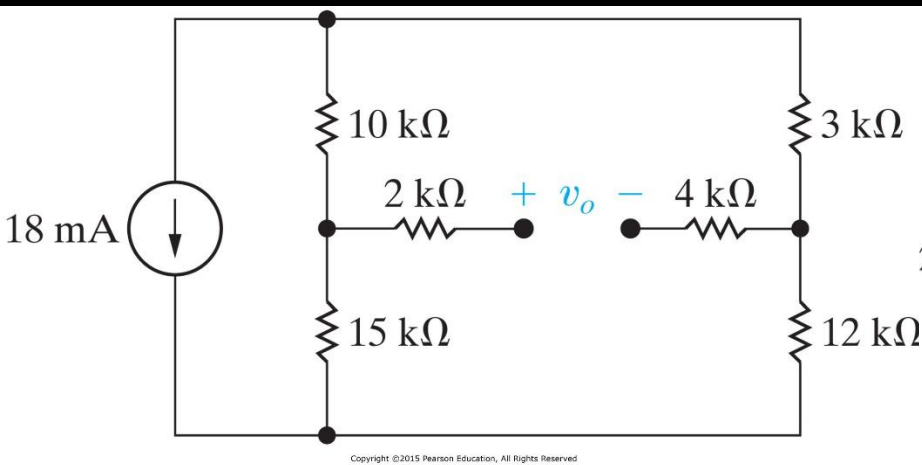 10 kΩ
3 kΩ
2 kΩ + vₒ − 4 kΩ
18 mA
15 kΩ
12 kΩ
Copyright ©2015 Pearson Education, All Rights Reserved